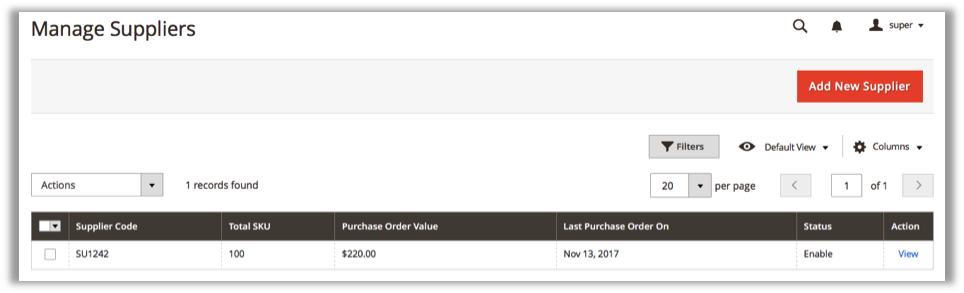 Manage Suppliers
super
Add New Supplier
Filters
Default View
Columns
Actions
1 records found
20
per page
1
of 1
Supplier Code Total SKU Purchase Order Value Last Purchase Order On Status Action
SU1242 100 $220.00 Nov 13, 2017 Enable View